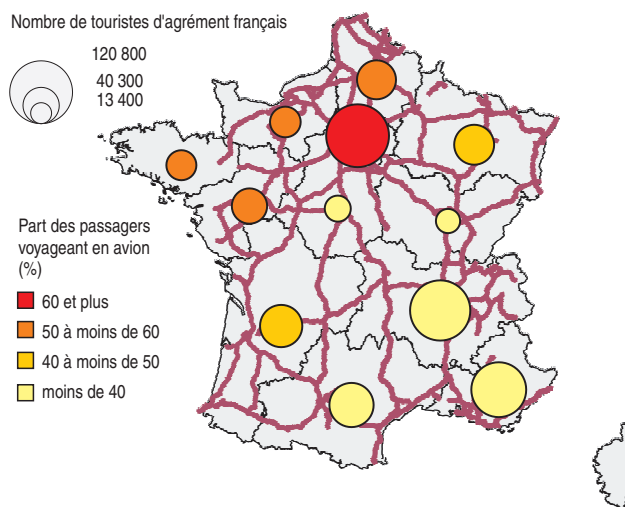 Nombre de touristes d'agrément français
120 800
40 300
13 400
Part des passagers
voyageant en avion
(%)
60 et plus
50 à moins de 60
40 à moins de 50
moins de 40